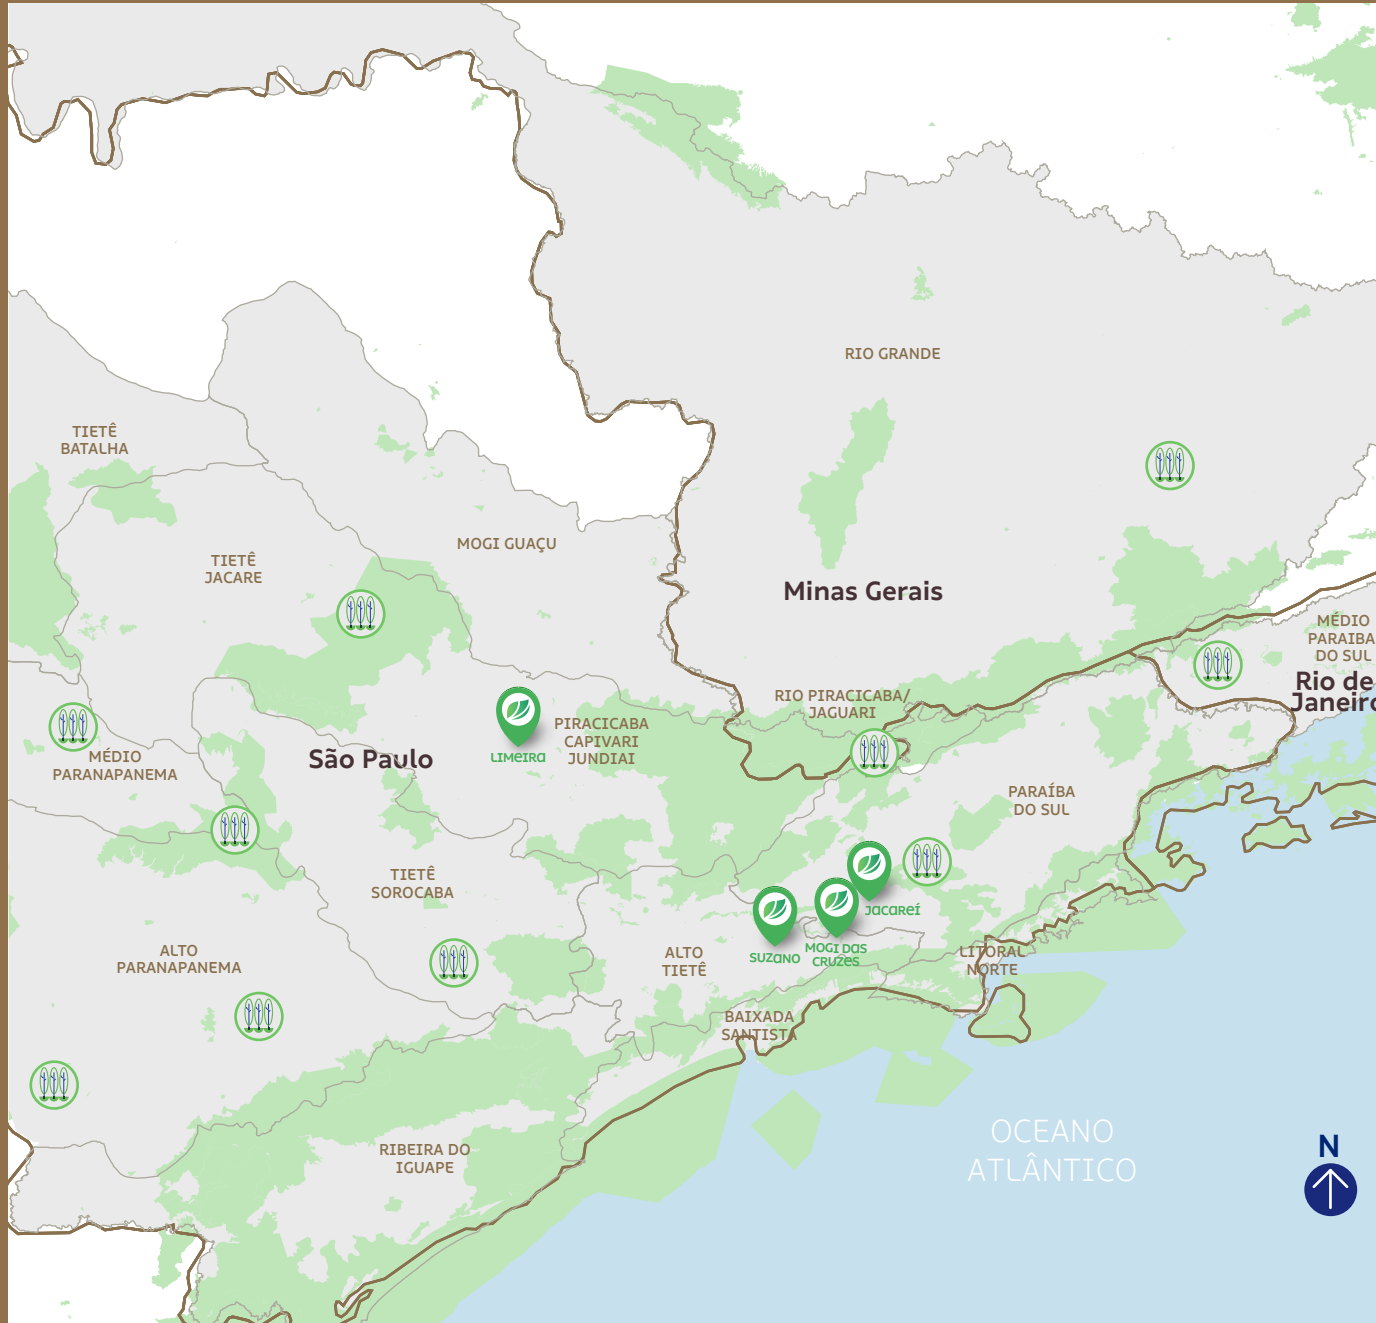 RIO GRANDE
TIETÊ
BATALHA
MOGI GUAÇU
TIETÊ
JACARE
Minas Gerais
MÉDIO
PARAIBA
DO SUL
Rio de
Janeiro
RIO PIRACICABA/
JAGUARI
PIRACICABA
CAPIVARI
JUNDIAI
LIMEIRA
São Paulo
MÉDIO
PARANAPANEMA
PARAÍBA
DO SUL
TIETÊ
SOROCABA
JACAREÍ
SUZANO
MOGI DAS
CRUZES
ALTO
PARANAPANEMA
ALTO
TIETÊ
LITORAL
NORTE
BAIXADA
SANTISTA
OCEANO
ATLÂNTICO
N
RIBEIRA DO
IGUAPE